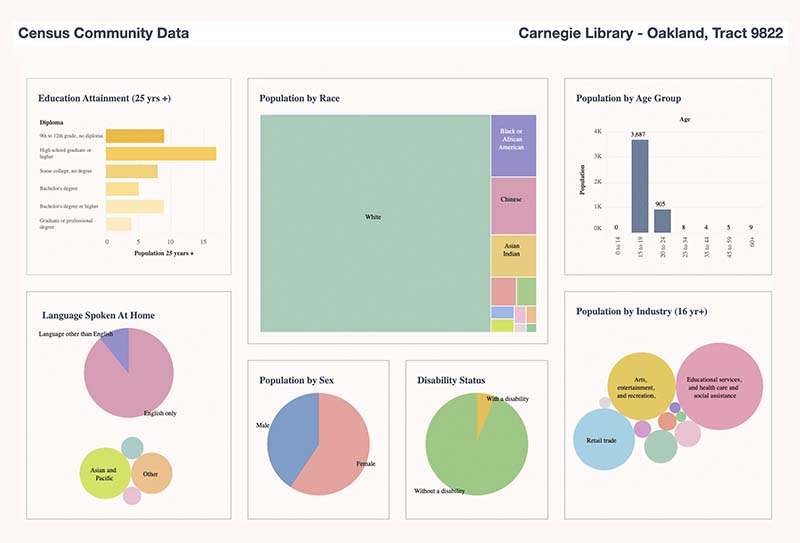 Census Community Data
Carnegie Library - Oakland, Tract 9822
Education Attainment (25 yrs +)
Diploma
9th to 12th grade, no diploma
High school graduate or
higher
Some college, no degree
Bachelor's degree
Bachelor's degree or higher
Graduate or professional
degree
0
5
10
15
Population 25 years +
Population by Race
White
Black or
African
American
Chinese
Asian
Indian
Population by Age Group
Age
Population
4K
3K
2K
1K
0K
0
3,687
905
8
4
5
9
0 to 14
15 to 19
20 to 24
25 to 34
35 to 44
45 to 59
60+
Language Spoken At Home
Language other than English
English only
Asian and
Pacific
Other
Population by Sex
Male
Female
Disability Status
With a disability
Without a disability
Population by Industry (16 yr+)
Arts,
entertainment,
and recreation,
Educational services,
and health care and
social assistance
Retail trade